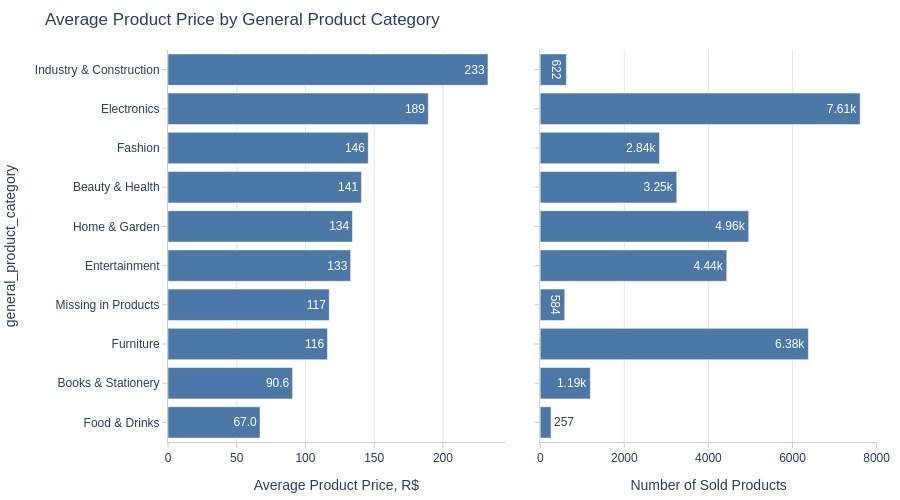 Average Product Price by General Product Category
general_product_category
Industry & Construction 233 622
Electronics 189 7.61k
Fashion 146 2.84k
Beauty & Health 141 3.25k
Home & Garden 134 4.96k
Entertainment 133 4.44k
Missing in Products 117 584
Furniture 116 6.38k
Books & Stationery 90.6 1.19k
Food & Drinks 67.0 257
0 50 100 150 200 0 2000 4000 6000 8000
Average Product Price, R$ Number of Sold Products